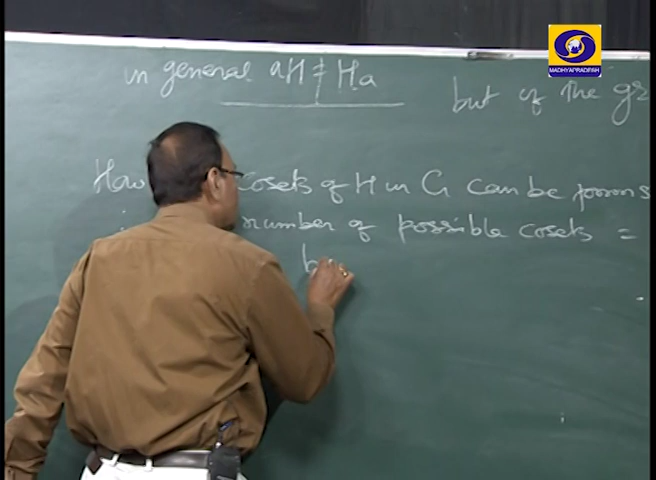 in general aH ≠ Ha
but if the gr
How cosets of H in G can be
number of possible cosets =
MADHYAPRADESH